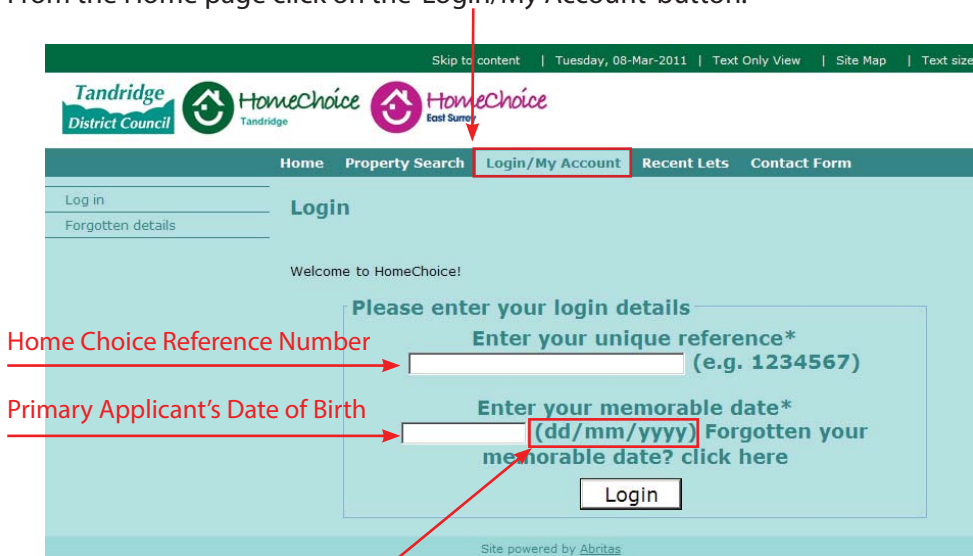 From the Home page click on the 'Login/My Account' button.
Skip to content | Tuesday, 08-Mar-2011 | Text Only View | Site Map | Text size
Tandridge
District Council
HomeChoice
Tandridge
HomeChoice
East Surrey
Home Property Search Login/My Account Recent Lets Contact Form
Log in
Forgotten details
Login
Welcome to HomeChoice!
Please enter your login details
Home Choice Reference Number
Enter your unique reference*
(e.g. 1234567)
Primary Applicant's Date of Birth
Enter your memorable date*
(dd/mm/yyyy) Forgotten your
memorable date? click here
Login
Site powered by Abritas